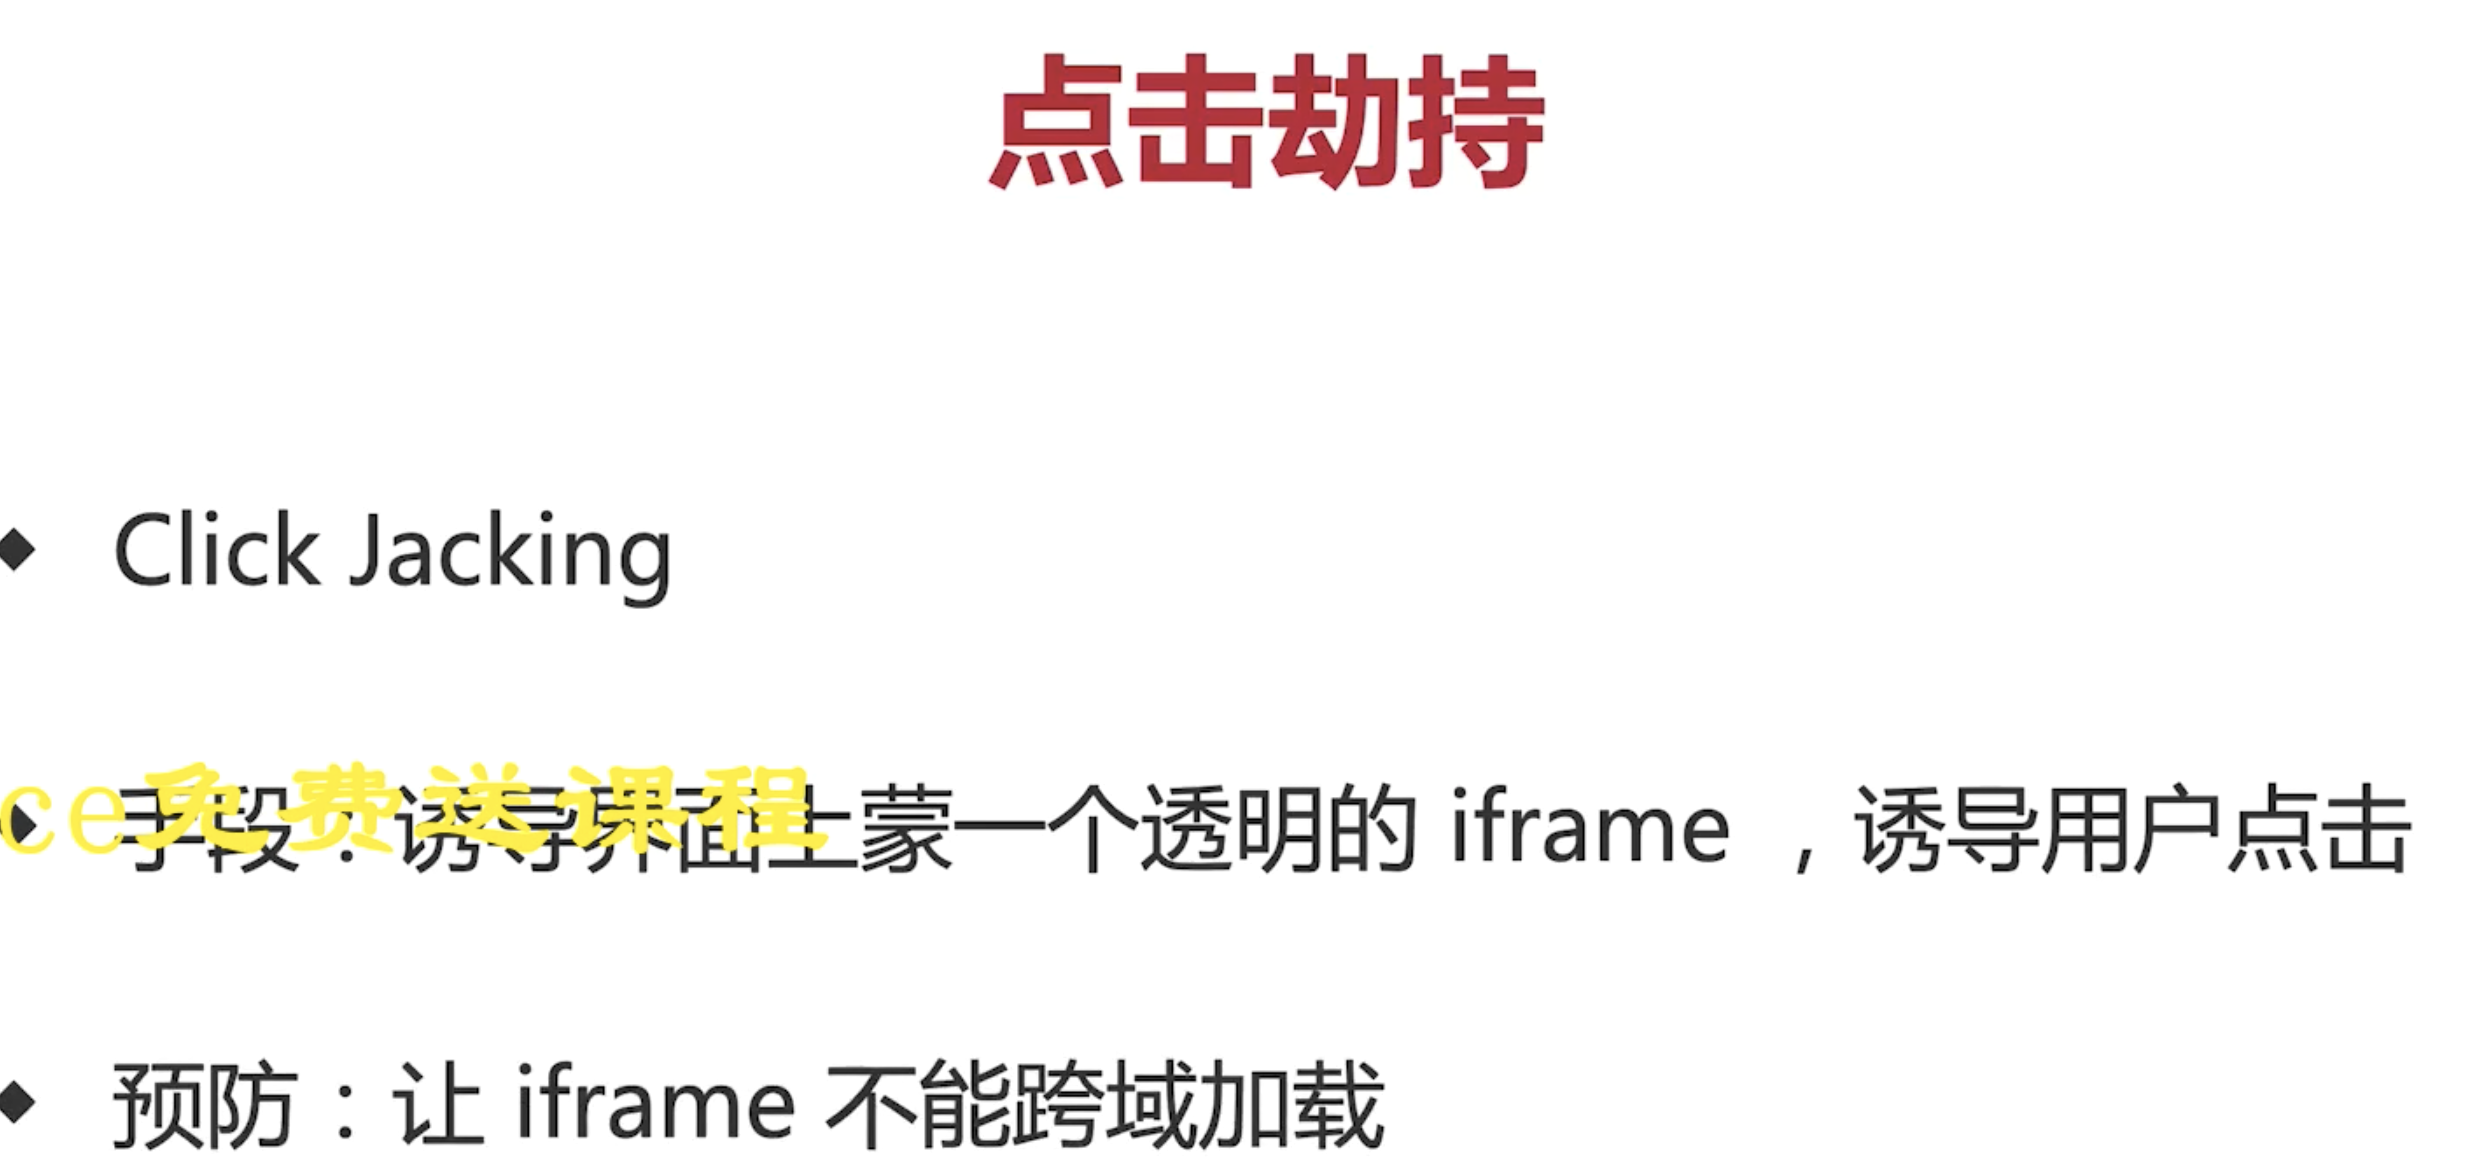 点击劫持
Click Jacking
手段：诱导界面上蒙一个透明的 iframe ，诱导用户点击
ce免费送课程
预防：让 iframe 不能跨域加载